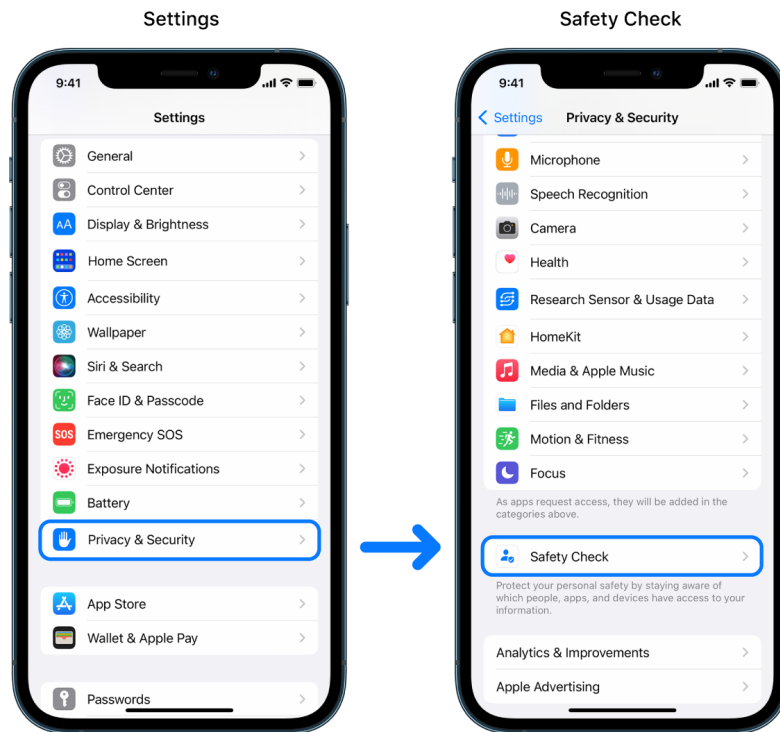 Settings
9:41
Settings
General
Control Center
AA Display & Brightness
Home Screen
Accessibility
Wallpaper
Siri & Search
Face ID & Passcode
SOS Emergency SOS
Exposure Notifications
Battery
Privacy & Security
App Store
Wallet & Apple Pay
Passwords
Safety Check
9:41
Settings Privacy & Security
Microphone
Speech Recognition
Camera
Health
Research Sensor & Usage Data
HomeKit
Media & Apple Music
Files and Folders
Motion & Fitness
Focus
As apps request access, they will be added in the
categories above.
Safety Check
Protect your personal safety by staying aware of
which people, apps, and devices have access to your
information.
Analytics & Improvements
Apple Advertising